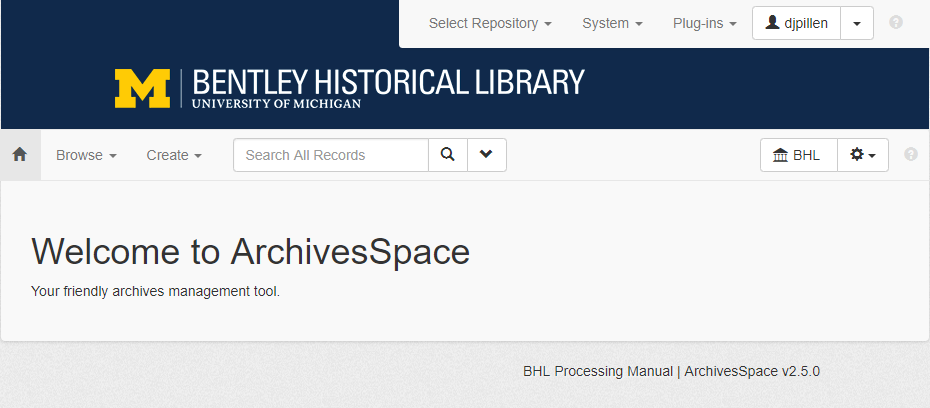 Select Repository System Plug-ins djpillen
M BENTLEY HISTORICAL LIBRARY
UNIVERSITY OF MICHIGAN
Browse Create Search All Records BHL
Welcome to ArchivesSpace
Your friendly archives management tool.
BHL Processing Manual | ArchivesSpace v2.5.0